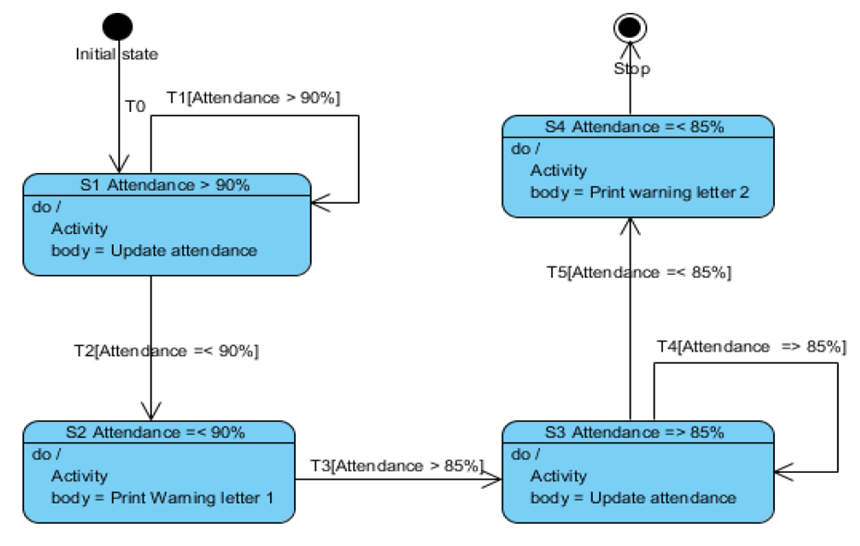 Initial state
T0
T1[Attendance > 90%]
S1 Attendance > 90%
do /
Activity
body = Update attendance
T2[Attendance =< 90%]
S2 Attendance =< 90%
do /
Activity
body = Print Warning letter 1
T3[Attendance > 85%]
S3 Attendance => 85%
do /
Activity
body = Update attendance
T4[Attendance => 85%]
T5[Attendance =< 85%]
S4 Attendance =< 85%
do /
Activity
body = Print warning letter 2
Stop